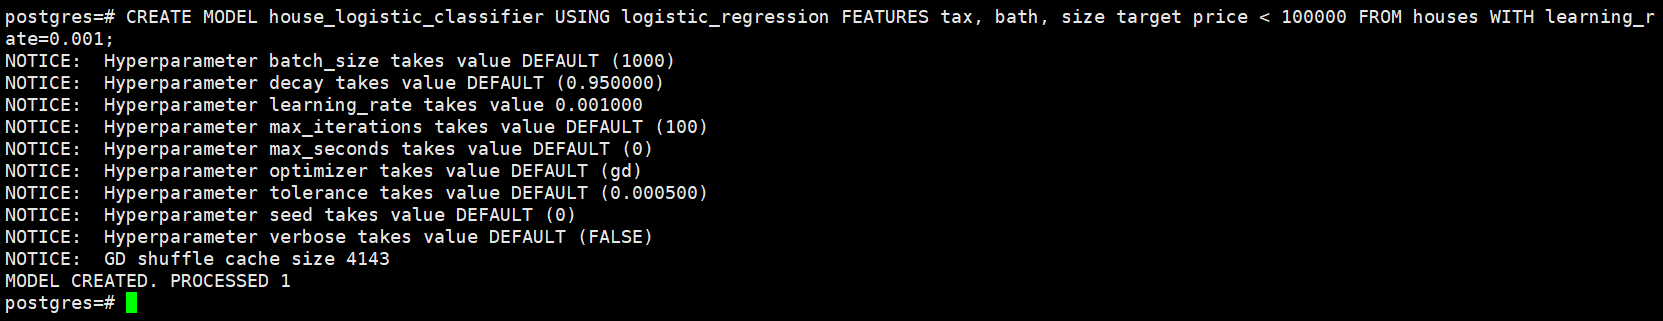 postgres=# CREATE MODEL house_logistic_classifier USING logistic_regression FEATURES tax, bath, size target price < 100000 FROM houses WITH learning_r
ate=0.001;
NOTICE:  Hyperparameter batch_size takes value DEFAULT (1000)
NOTICE:  Hyperparameter decay takes value DEFAULT (0.950000)
NOTICE:  Hyperparameter learning_rate takes value 0.001000
NOTICE:  Hyperparameter max_iterations takes value DEFAULT (100)
NOTICE:  Hyperparameter max_seconds takes value DEFAULT (0)
NOTICE:  Hyperparameter optimizer takes value DEFAULT (gd)
NOTICE:  Hyperparameter tolerance takes value DEFAULT (0.000500)
NOTICE:  Hyperparameter seed takes value DEFAULT (0)
NOTICE:  Hyperparameter verbose takes value DEFAULT (FALSE)
NOTICE:  GD shuffle cache size 4143
MODEL CREATED. PROCESSED 1
postgres=#